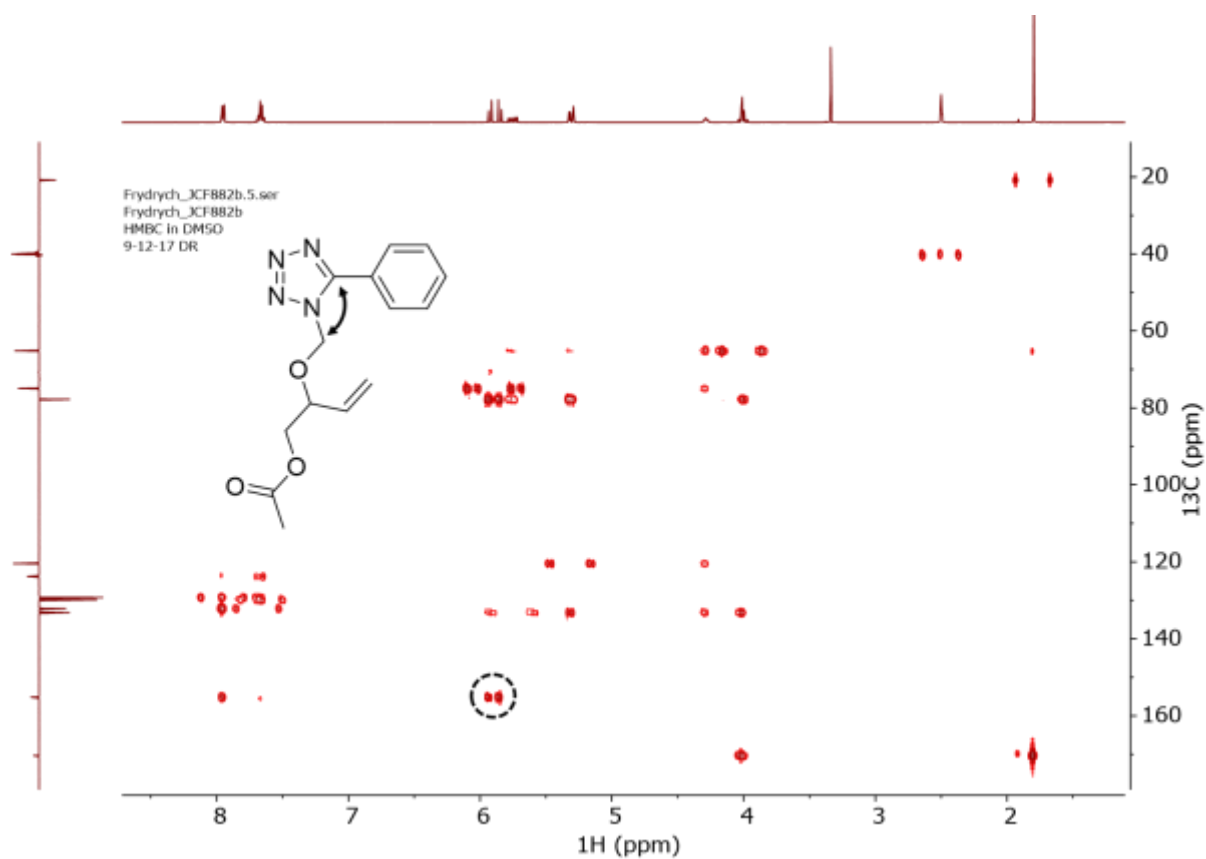 Frydrych_JCF882b.5.ser
Frydrych_JCF882b
HMBC in DMSO
9-12-17 DR
N
N
N
N
O
O
O
20
40
60
80
100
120
140
160
13C (ppm)
8
7
6
5
4
3
2
1H (ppm)